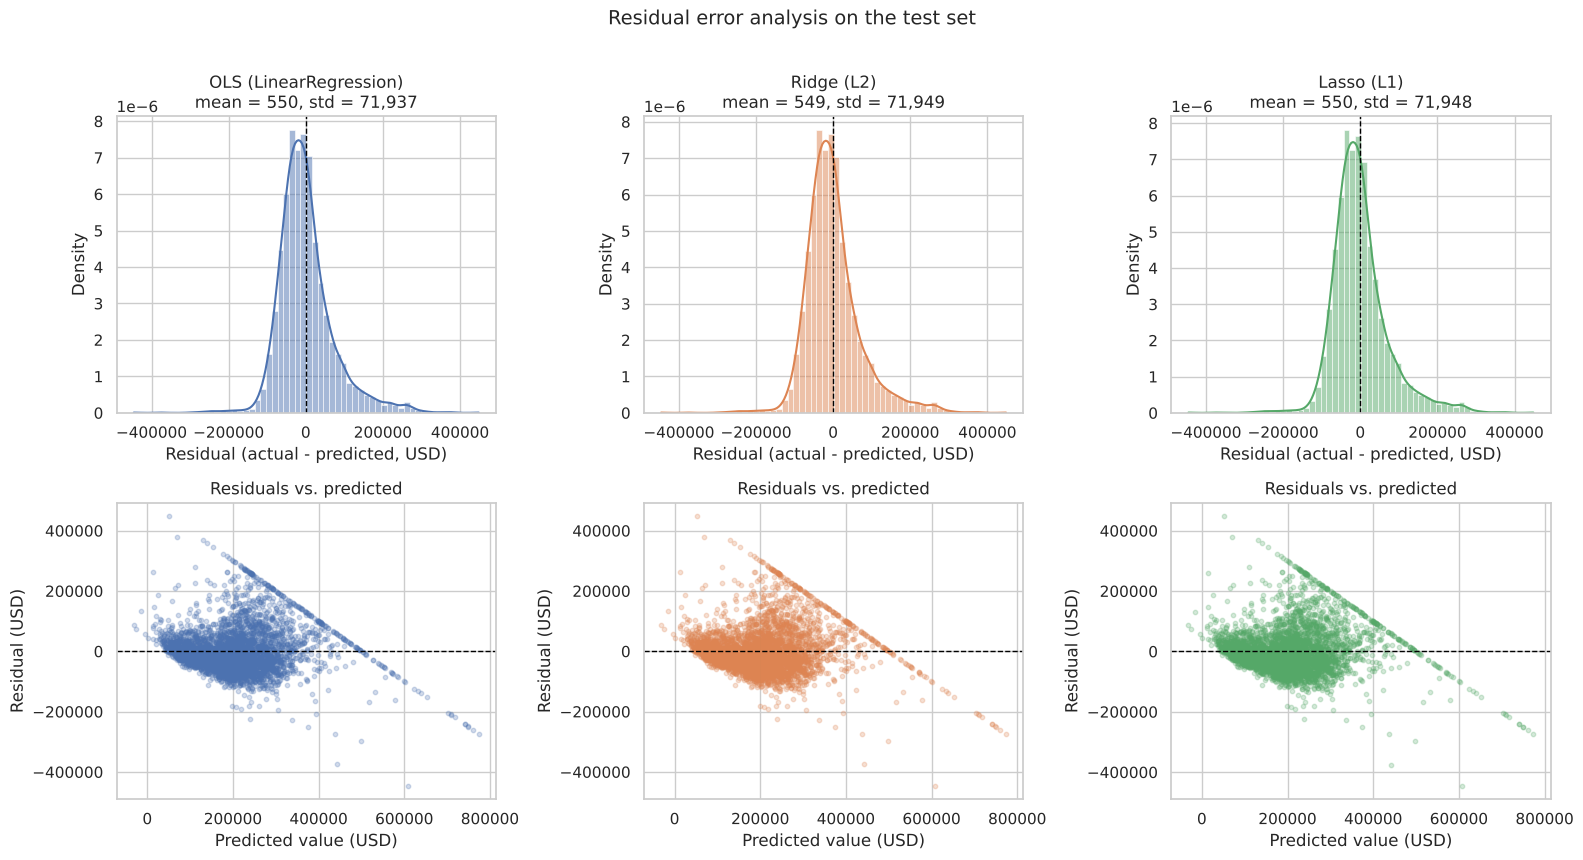 Residual error analysis on the test set
OLS (LinearRegression)
mean = 550, std = 71,937
1e−6
8
7
6
5
4
3
2
1
0
Density
−400000 −200000 0 200000 400000
Residual (actual - predicted, USD)
Ridge (L2)
mean = 549, std = 71,949
1e−6
8
7
6
5
4
3
2
1
0
Density
−400000 −200000 0 200000 400000
Residual (actual - predicted, USD)
Lasso (L1)
mean = 550, std = 71,948
1e−6
8
7
6
5
4
3
2
1
0
Density
−400000 −200000 0 200000 400000
Residual (actual - predicted, USD)
Residuals vs. predicted
400000
200000
0
−200000
−400000
Residual (USD)
0 200000 400000 600000 800000
Predicted value (USD)
Residuals vs. predicted
400000
200000
0
−200000
−400000
Residual (USD)
0 200000 400000 600000 800000
Predicted value (USD)
Residuals vs. predicted
400000
200000
0
−200000
−400000
Residual (USD)
0 200000 400000 600000 800000
Predicted value (USD)